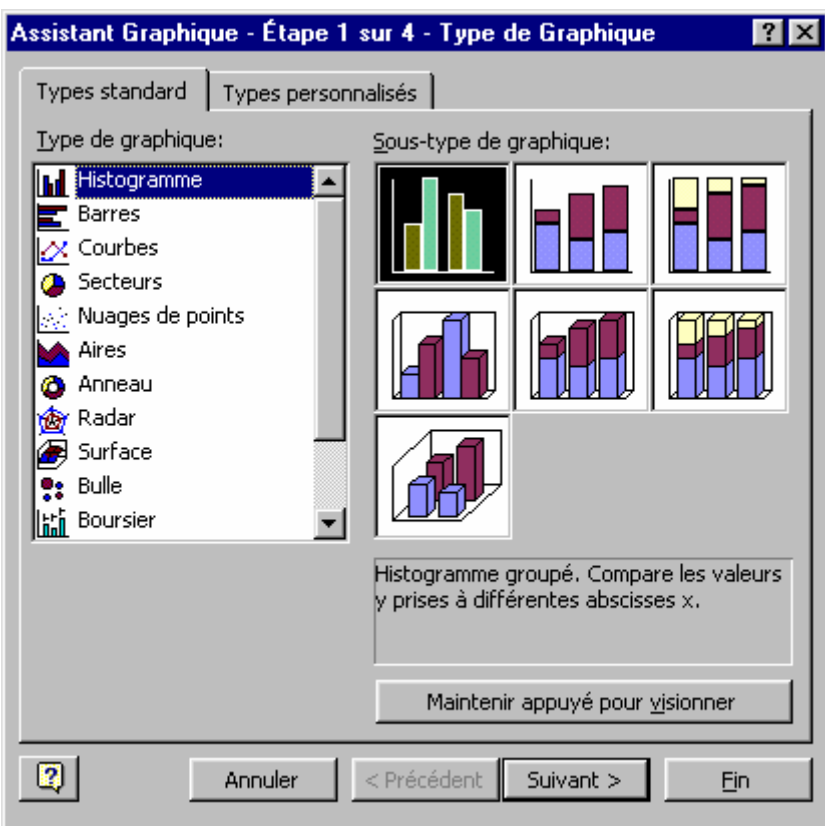 Assistant Graphique - Étape 1 sur 4 - Type de Graphique
Types standard
Types personnalisés
Type de graphique:
Histogramme
Barres
Courbes
Secteurs
Nuages de points
Aires
Anneau
Radar
Surface
Bulle
Boursier
Sous-type de graphique:
Histogramme groupé. Compare les valeurs
y prises à différentes abscisses x.
Maintenir appuyé pour visionner
Annuler
< Précédent
Suivant >
Fin